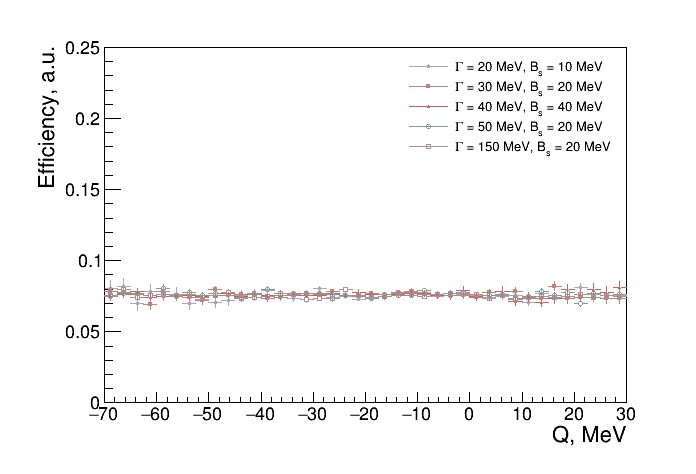 Efficiency, a.u.
0.25
0.2
0.15
0.1
0.05
0
Γ = 20 MeV, Bs = 10 MeV
Γ = 30 MeV, Bs = 20 MeV
Γ = 40 MeV, Bs = 40 MeV
Γ = 50 MeV, Bs = 20 MeV
Γ = 150 MeV, Bs = 20 MeV
−70 −60 −50 −40 −30 −20 −10 0 10 20 30
Q, MeV